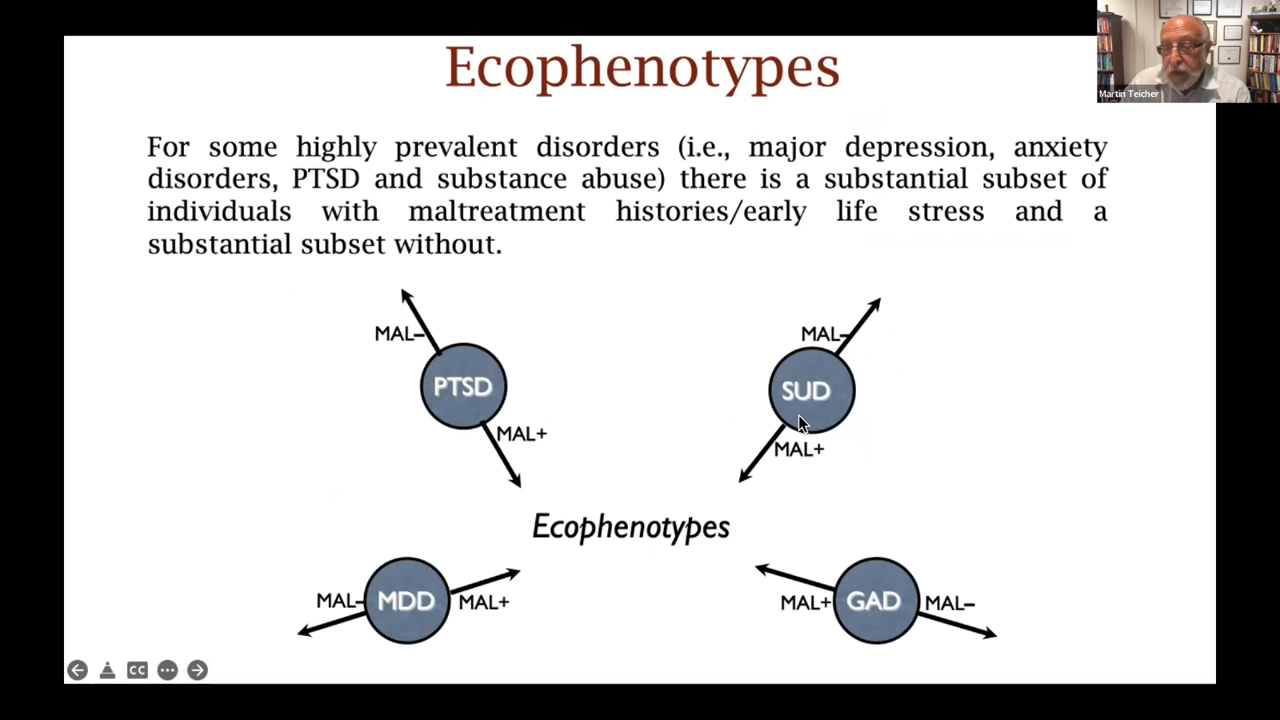 Ecophenotypes
Martin Teicher
For some highly prevalent disorders (i.e., major depression, anxiety
disorders, PTSD and substance abuse) there is a substantial subset of
individuals with maltreatment histories/early life stress and a
substantial subset without.
MAL–
MAL–
PTSD
SUD
MAL+
MAL+
Ecophenotypes
MAL–
MDD
MAL+
MAL+
GAD
MAL–
CC